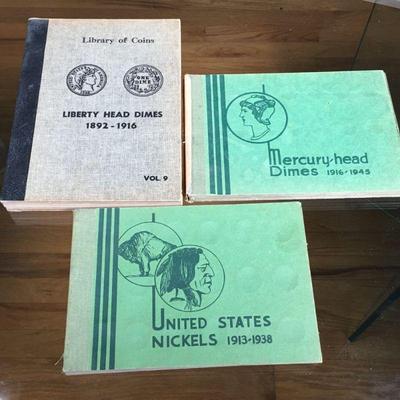 Library of Coins
ONE
DIME
LIBERTY HEAD DIMES
1892-1916
VOL. 9
Mercury-head
Dimes 1916-1945
UNITED STATES
NICKELS 1913-1938